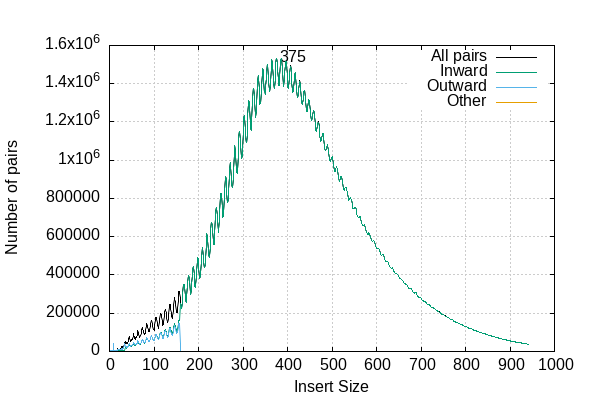 1.6x10^6
375
All pairs
Inward
Outward
Other
1.4x10^6
1.2x10^6
1x10^6
800000
600000
400000
200000
0
Number of pairs
0 100 200 300 400 500 600 700 800 900 1000
Insert Size